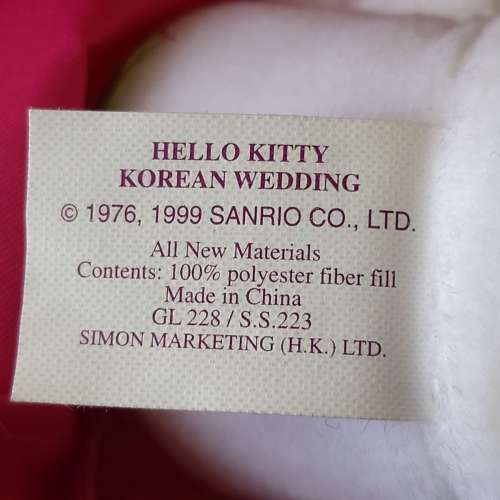 HELLO KITTY
KOREAN WEDDING
© 1976, 1999 SANRIO CO., LTD.
All New Materials
Contents: 100% polyester fiber fill
Made in China
GL 228 / S.S.223
SIMON MARKETING (H.K.) LTD.